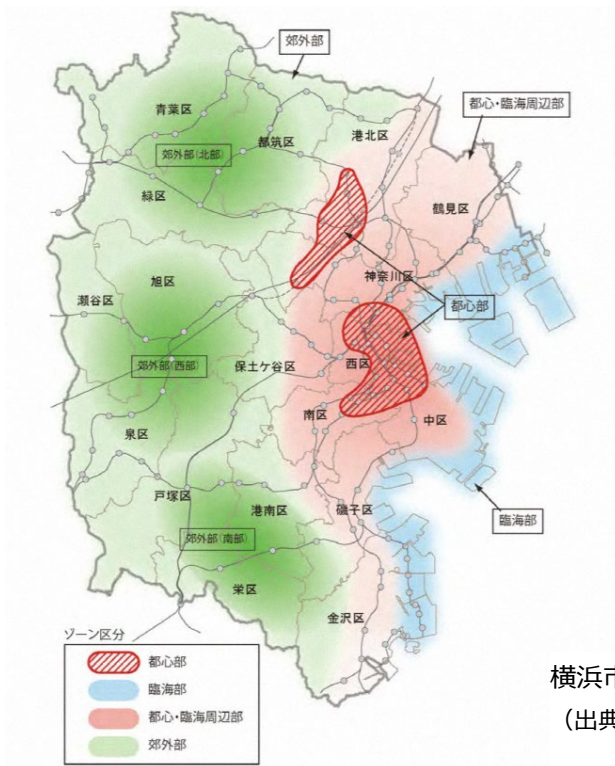 郊外部
都心・臨海周辺部
青葉区
港北区
都筑区
郊外部(北部)
緑区
鶴見区
旭区
神奈川区
瀬谷区
都心部
郊外部(西部)
保土ケ谷区
西区
南区
中区
泉区
戸塚区
港南区
磯子区
臨海部
郊外部(南部)
栄区
金沢区
ゾーン区分
都心部
臨海部
都心・臨海周辺部
郊外部
横浜市
(出典